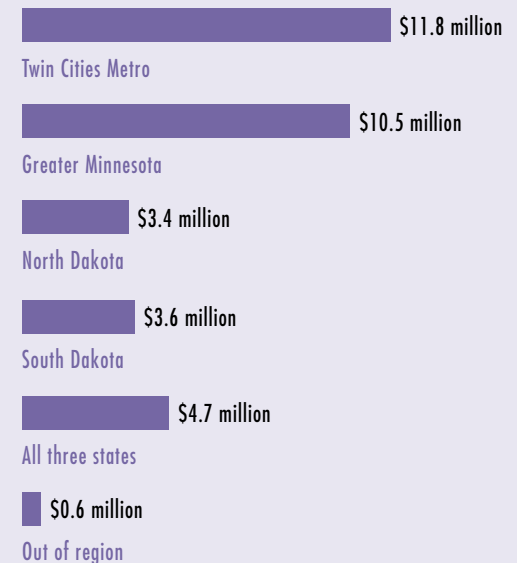 $11.8 million
Twin Cities Metro
$10.5 million
Greater Minnesota
$3.4 million
North Dakota
$3.6 million
South Dakota
$4.7 million
All three states
$0.6 million
Out of region